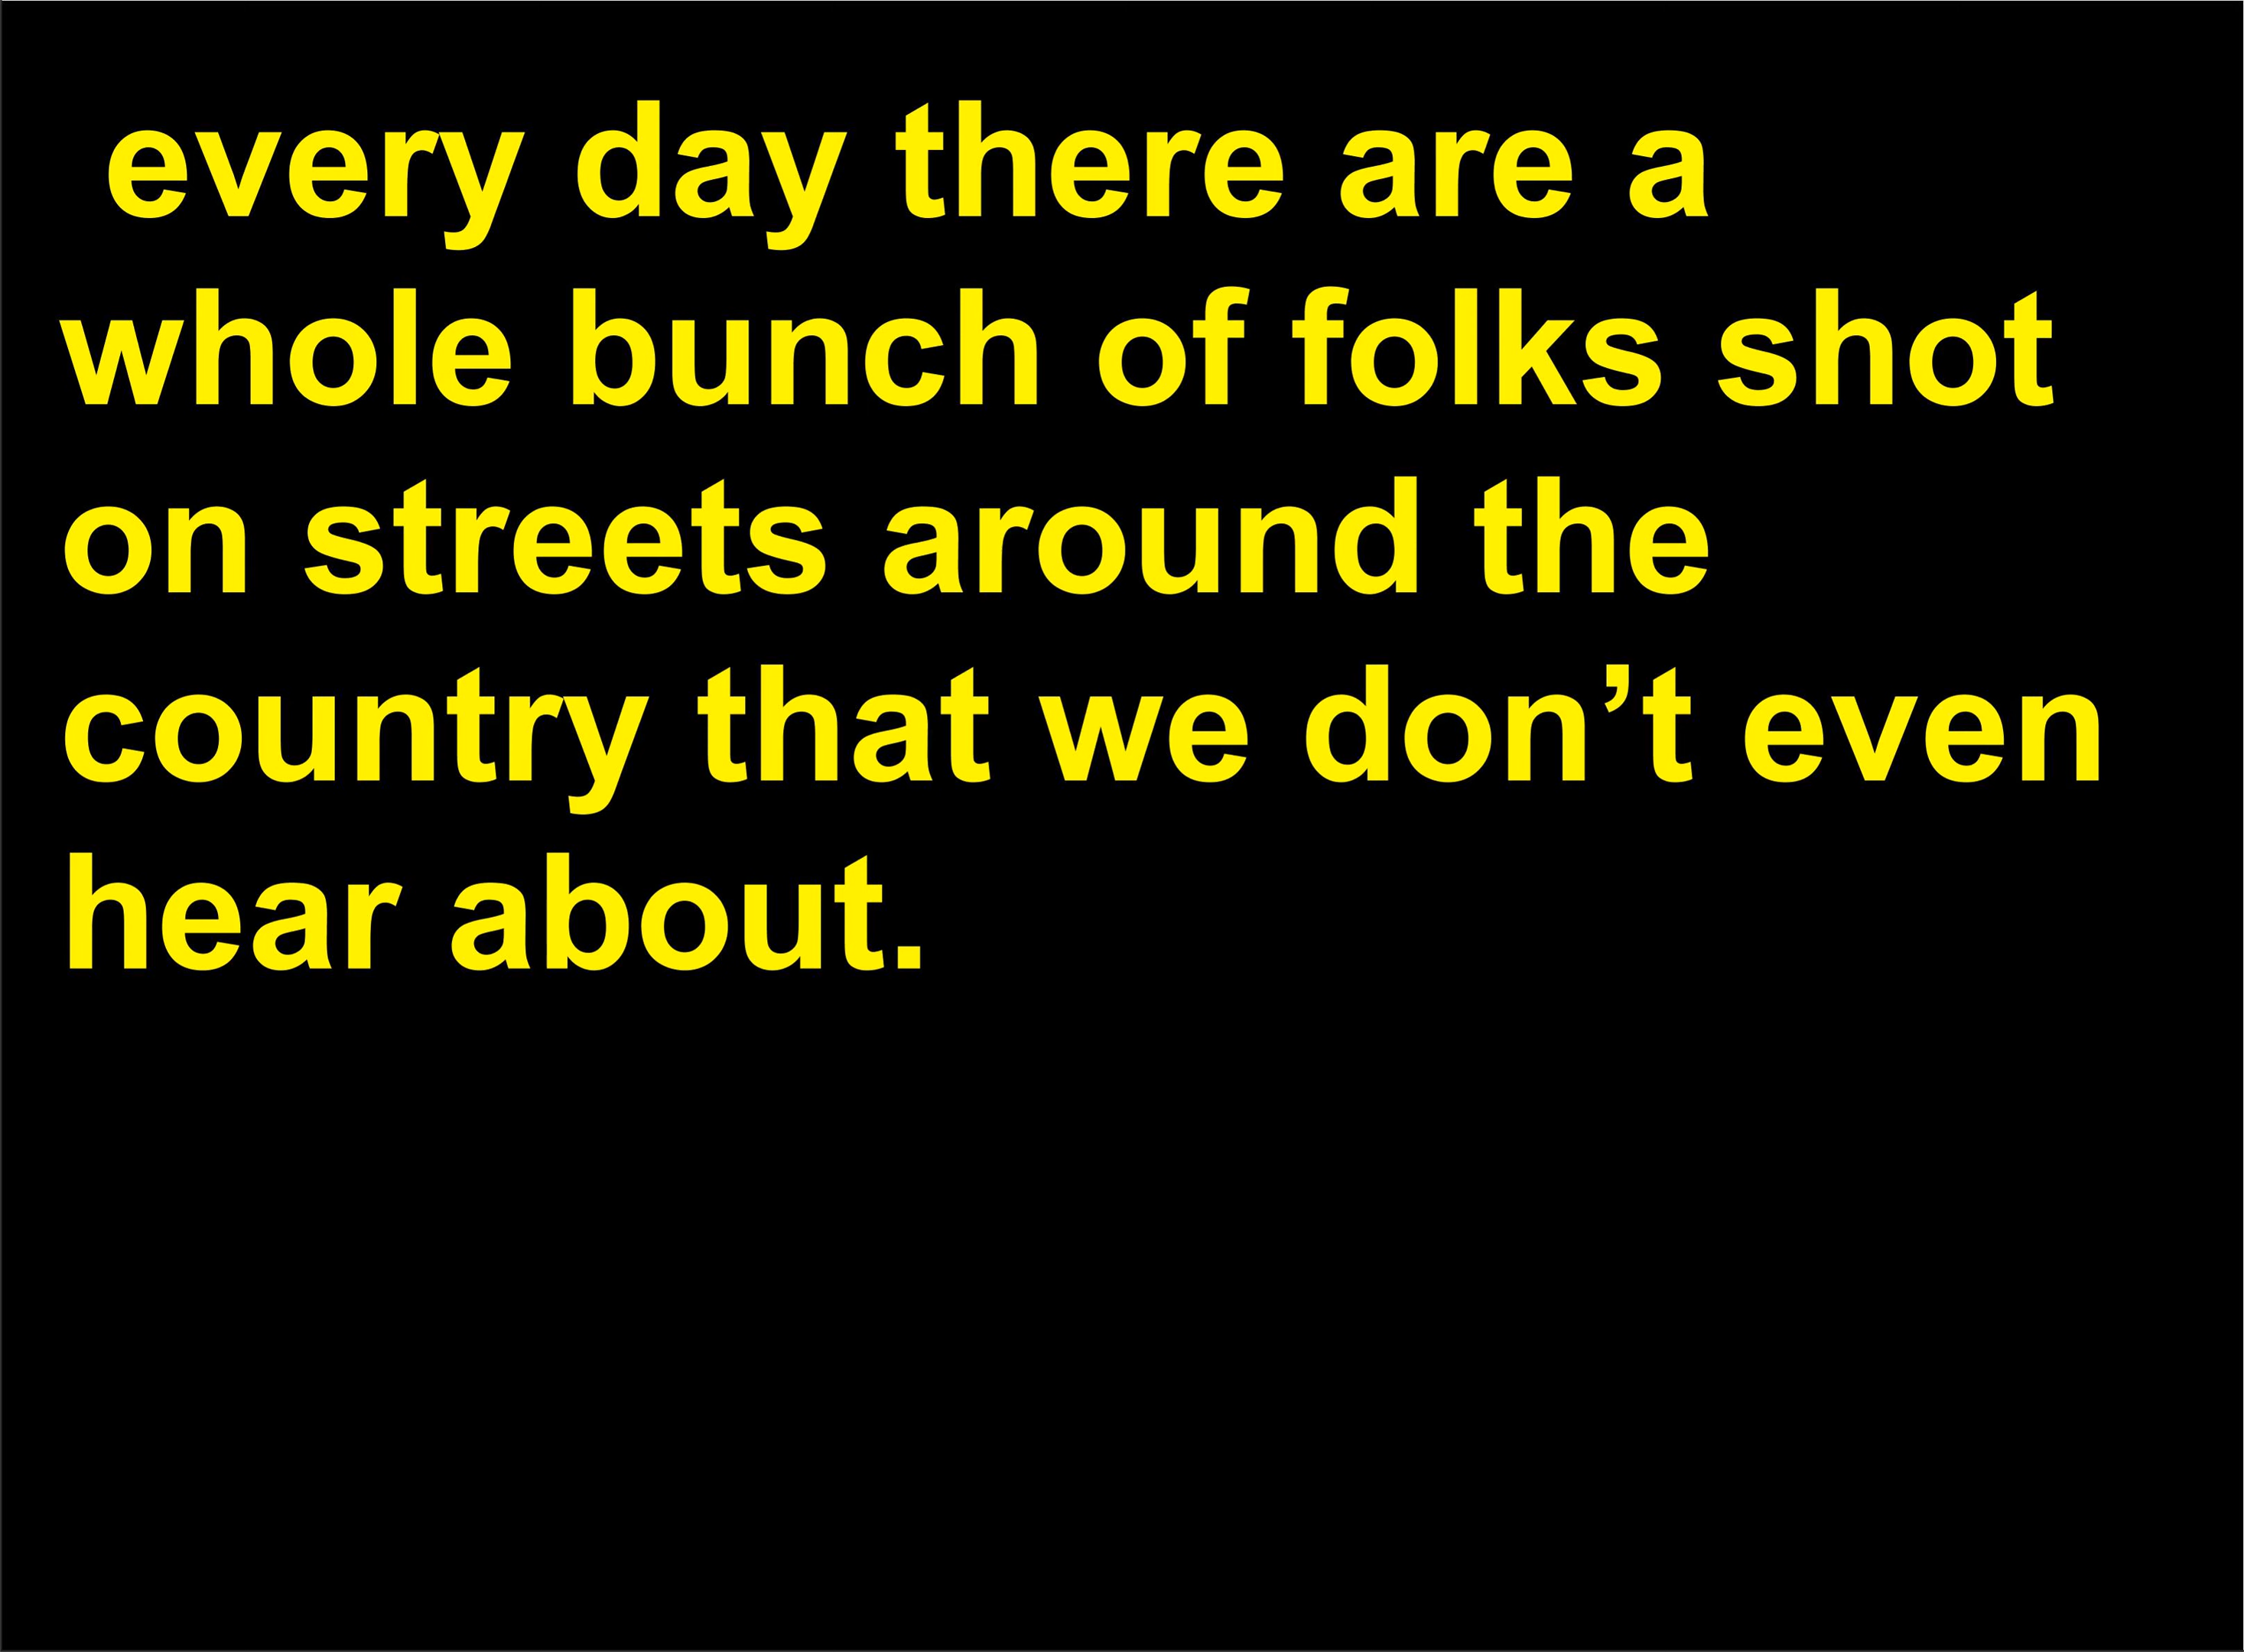 every day there are a
whole bunch of folks shot
on streets around the
country that we don’t even
hear about.